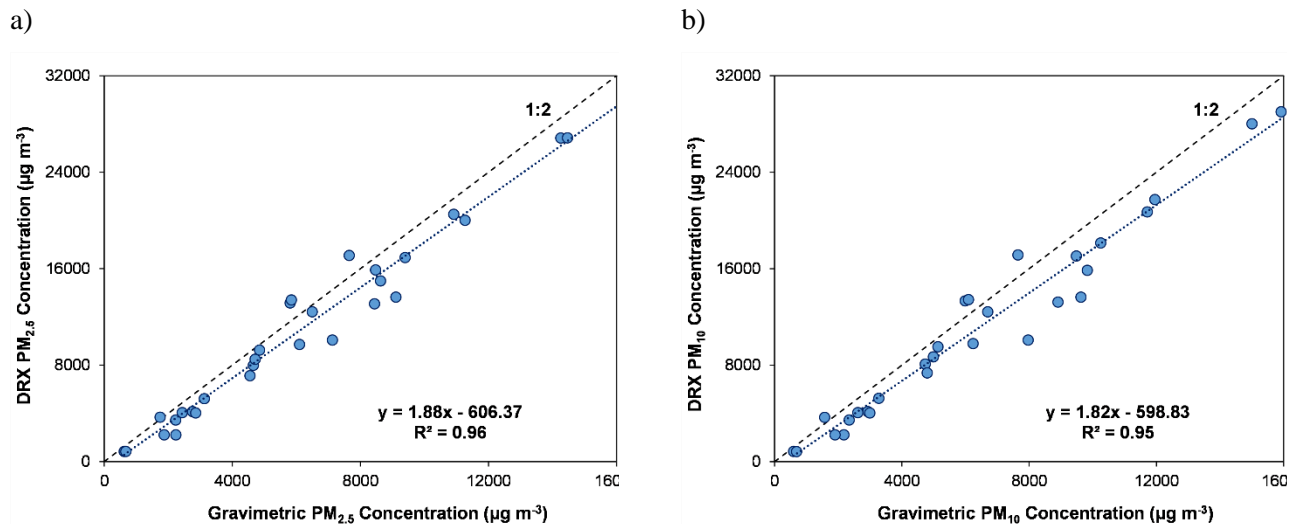 a)
b)
32000
24000
16000
8000
0
0
4000
8000
12000
160
DRX PM2.5 Concentration (µg m-3)
Gravimetric PM2.5 Concentration (µg m-3)
1:2
y = 1.88x - 606.37
R² = 0.96
32000
24000
16000
8000
0
0
4000
8000
12000
160
DRX PM10 Concentration (µg m-3)
Gravimetric PM10 Concentration (µg m-3)
1:2
y = 1.82x - 598.83
R² = 0.95